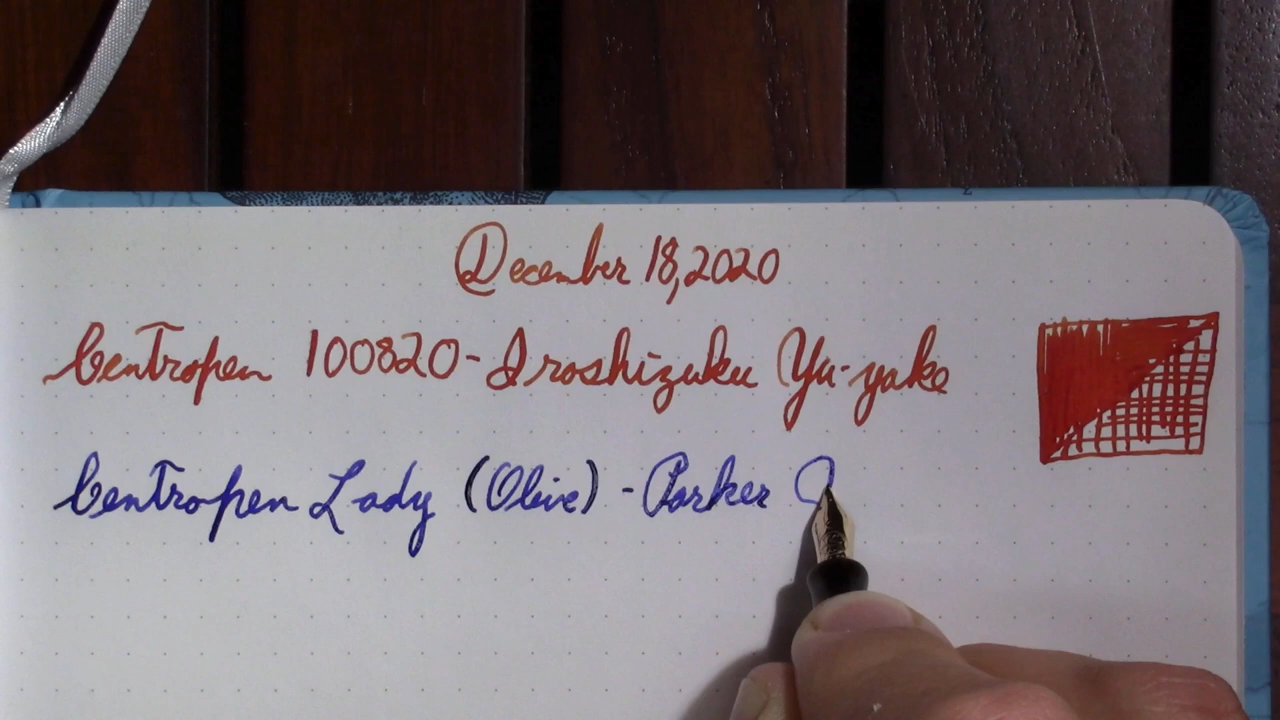 December 18, 2020
Centropen 100820 - Iroshizuku Yu-yake
Centropen Lady (Olive) - Parker